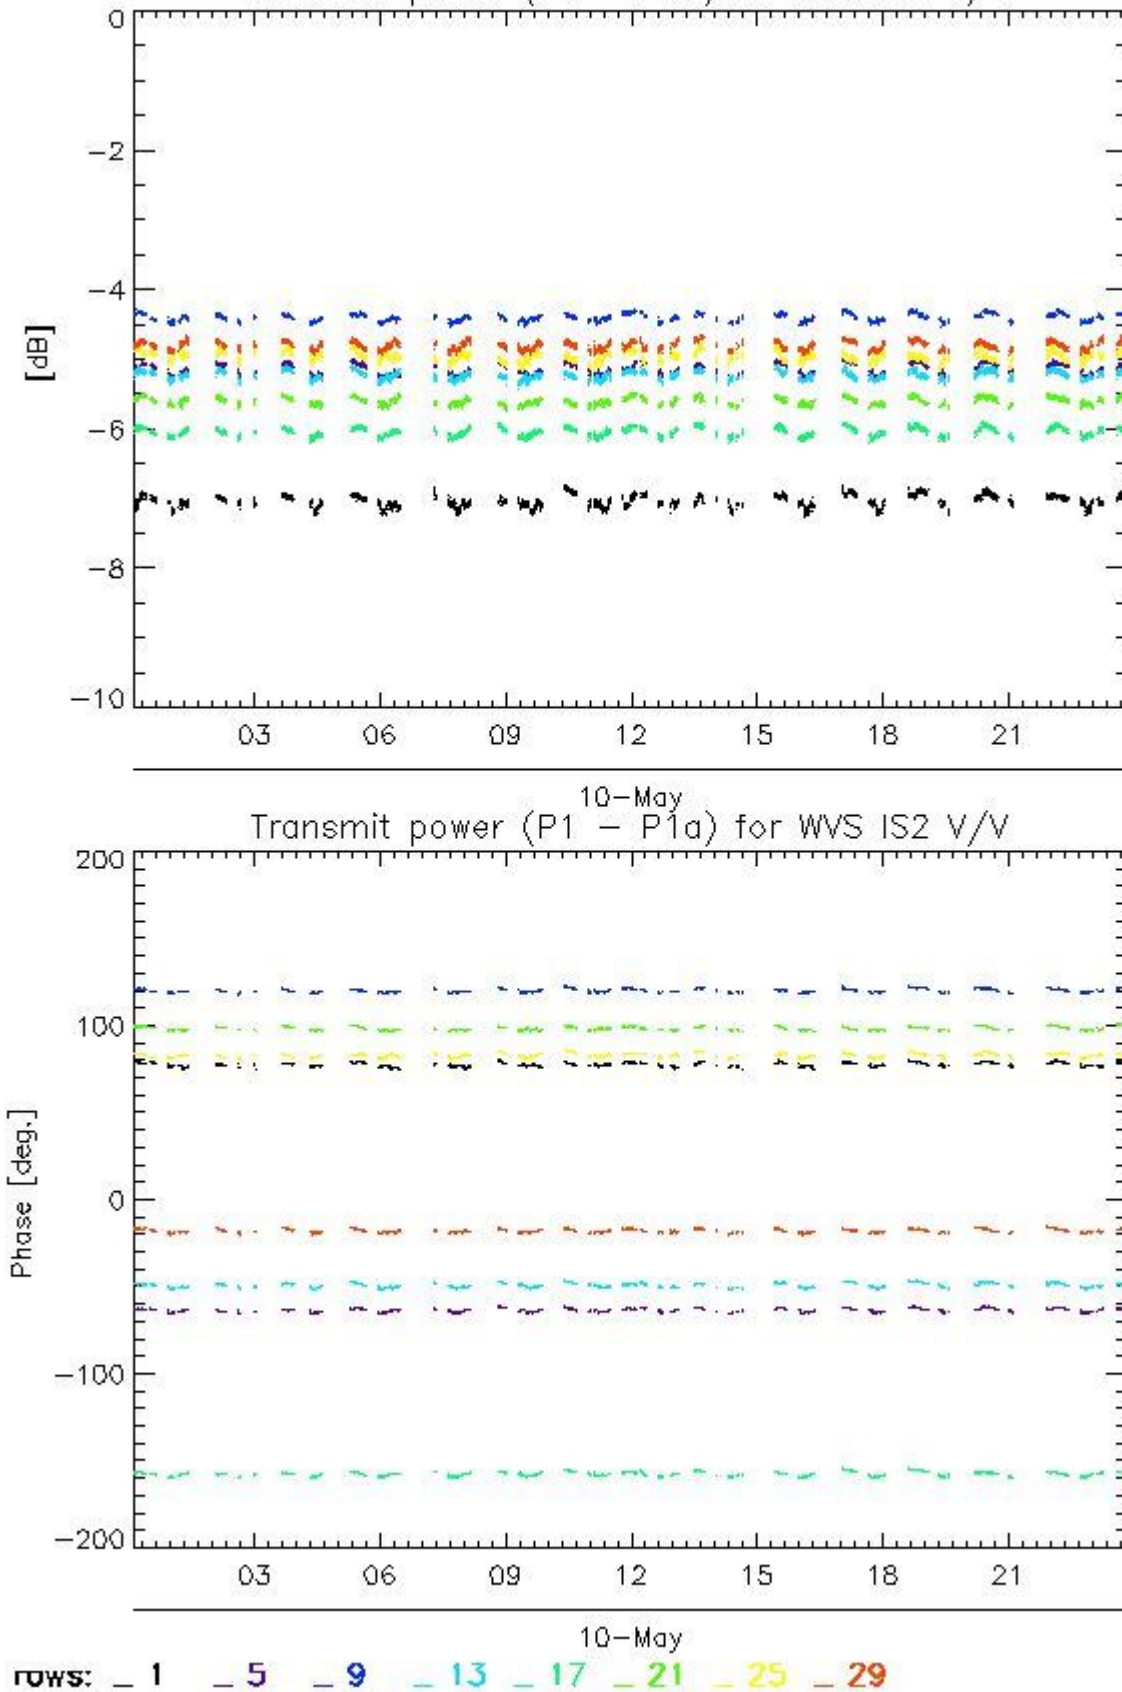 0
-2
-4
[dB]
-6
-8
-10
03 06 09 12 15 18 21
10-May
Transmit power (P1 - P1a) for WVS IS2 V/V
200
100
0
Phase [deg.]
-100
-200
03 06 09 12 15 18 21
10-May
rows: _ 1 _ 5 _ 9 _ 13 _ 17 _ 21 _ 25 _ 29